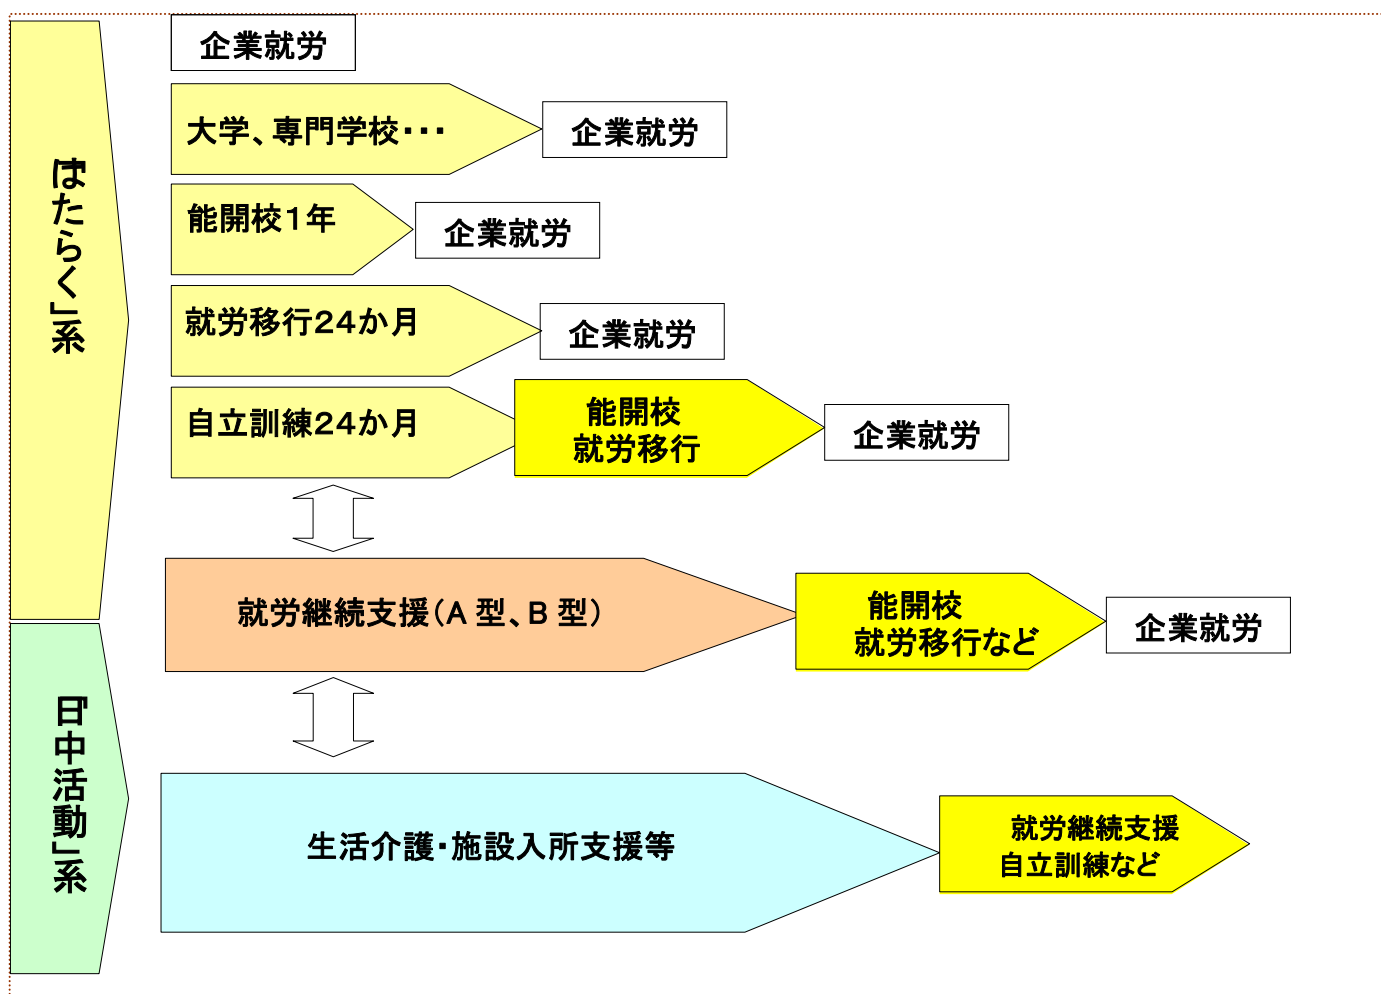 「はたらく」系
企業就労
大学、専門学校・・・
企業就労
能開校１年
企業就労
就労移行２４か月
企業就労
自立訓練２４か月
能開校
就労移行
企業就労
就労継続支援（A 型、B 型）
能開校
就労移行など
企業就労
「日中活動」系
生活介護・施設入所支援等
就労継続支援
自立訓練など